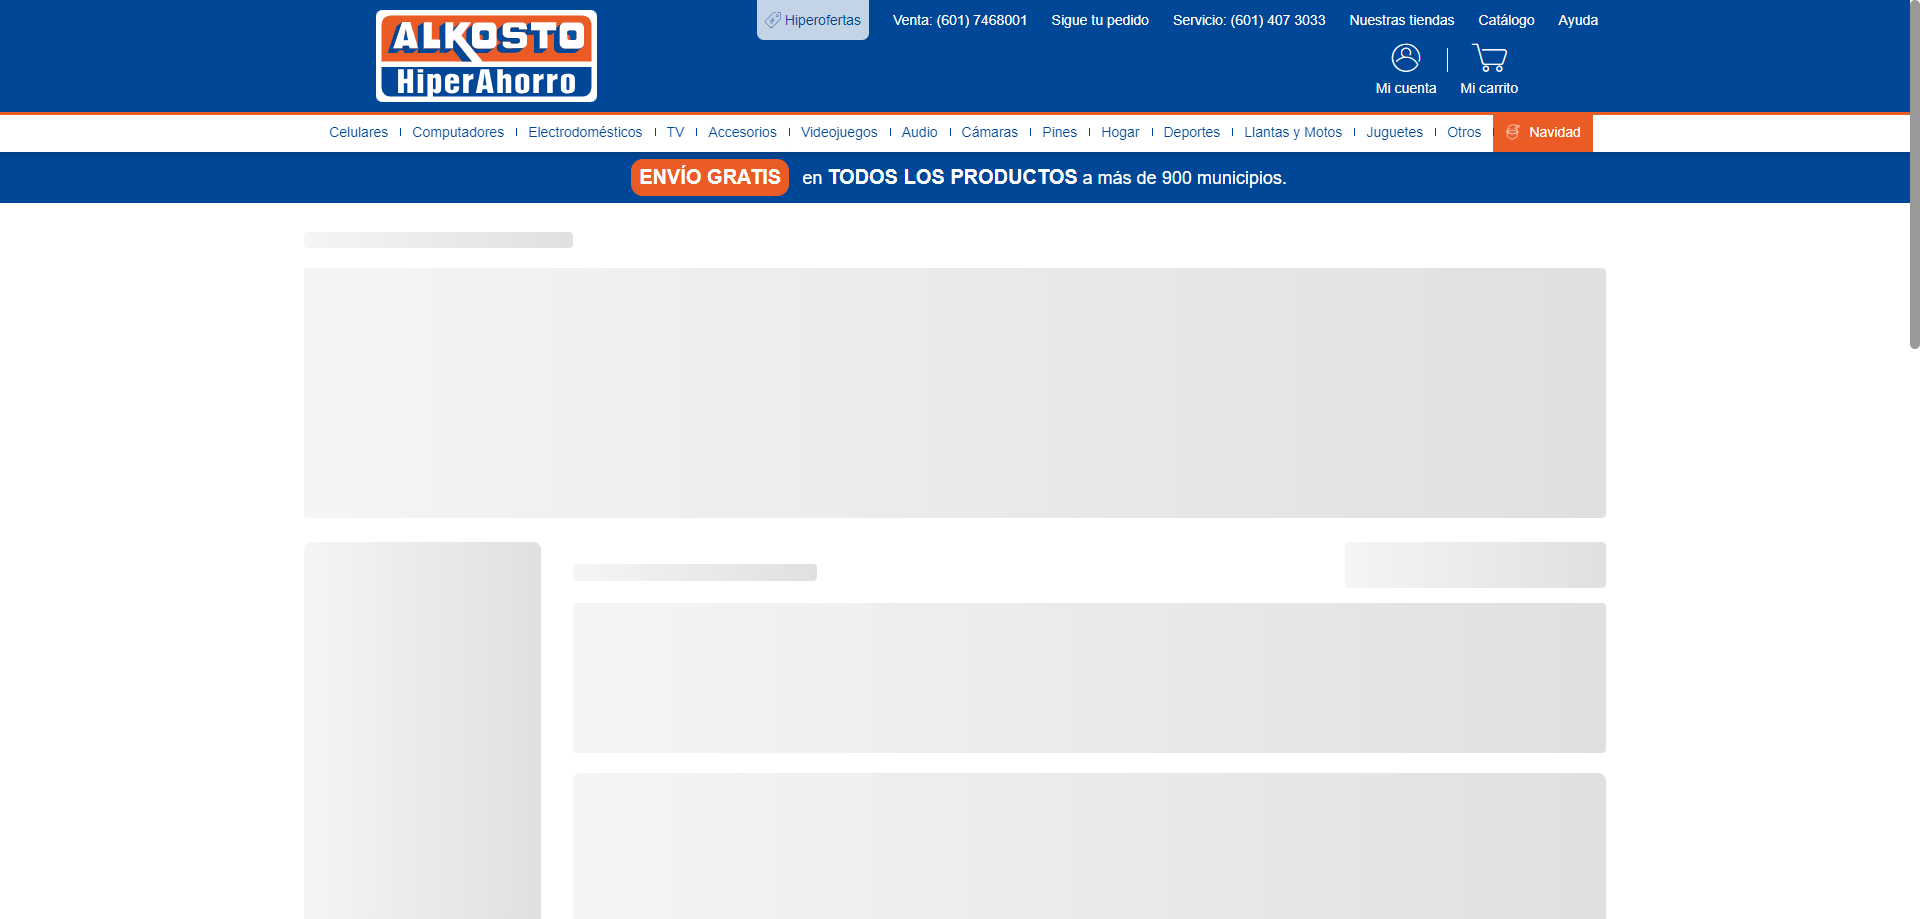 ALKOSTO
HiperAhorro
Hiperofertas
Venta: (601) 7468001
Sigue tu pedido
Servicio: (601) 407 3033
Nuestras tiendas
Catálogo
Ayuda
Mi cuenta
Mi carrito
Celulares
Computadores
Electrodomésticos
TV
Accesorios
Videojuegos
Audio
Cámaras
Pines
Hogar
Deportes
Llantas y Motos
Juguetes
Otros
Navidad
ENVÍO GRATIS en TODOS LOS PRODUCTOS a más de 900 municipios.